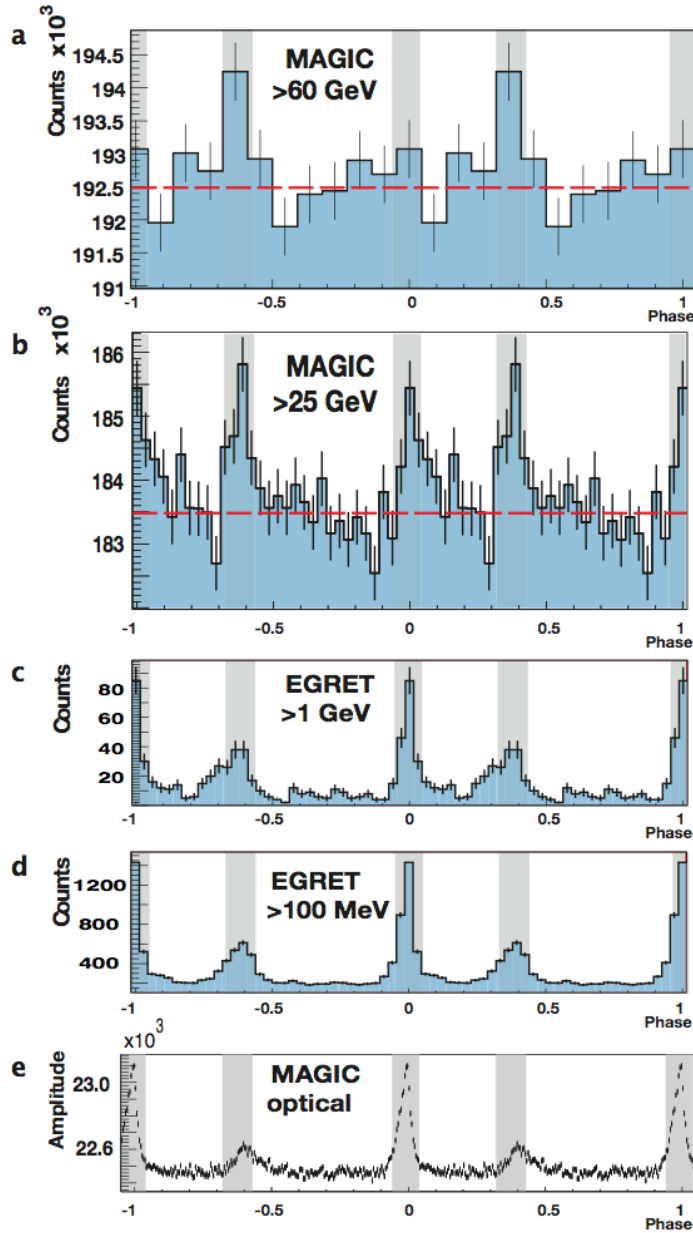 a
Counts x10³
MAGIC
>60 GeV
194.5
194
193.5
193
192.5
192
191.5
191
-1 -0.5 0 0.5 1
Phase
b
Counts x10³
MAGIC
>25 GeV
186
185
184
183
-1 -0.5 0 0.5 1
Phase
c
Counts
EGRET
>1 GeV
80
60
40
20
-1 -0.5 0 0.5 1
Phase
d
Counts
EGRET
>100 MeV
1200
800
400
-1 -0.5 0 0.5 1
Phase
x10³
e
Amplitude
MAGIC
optical
23.0
22.6
-1 -0.5 0 0.5 1
Phase